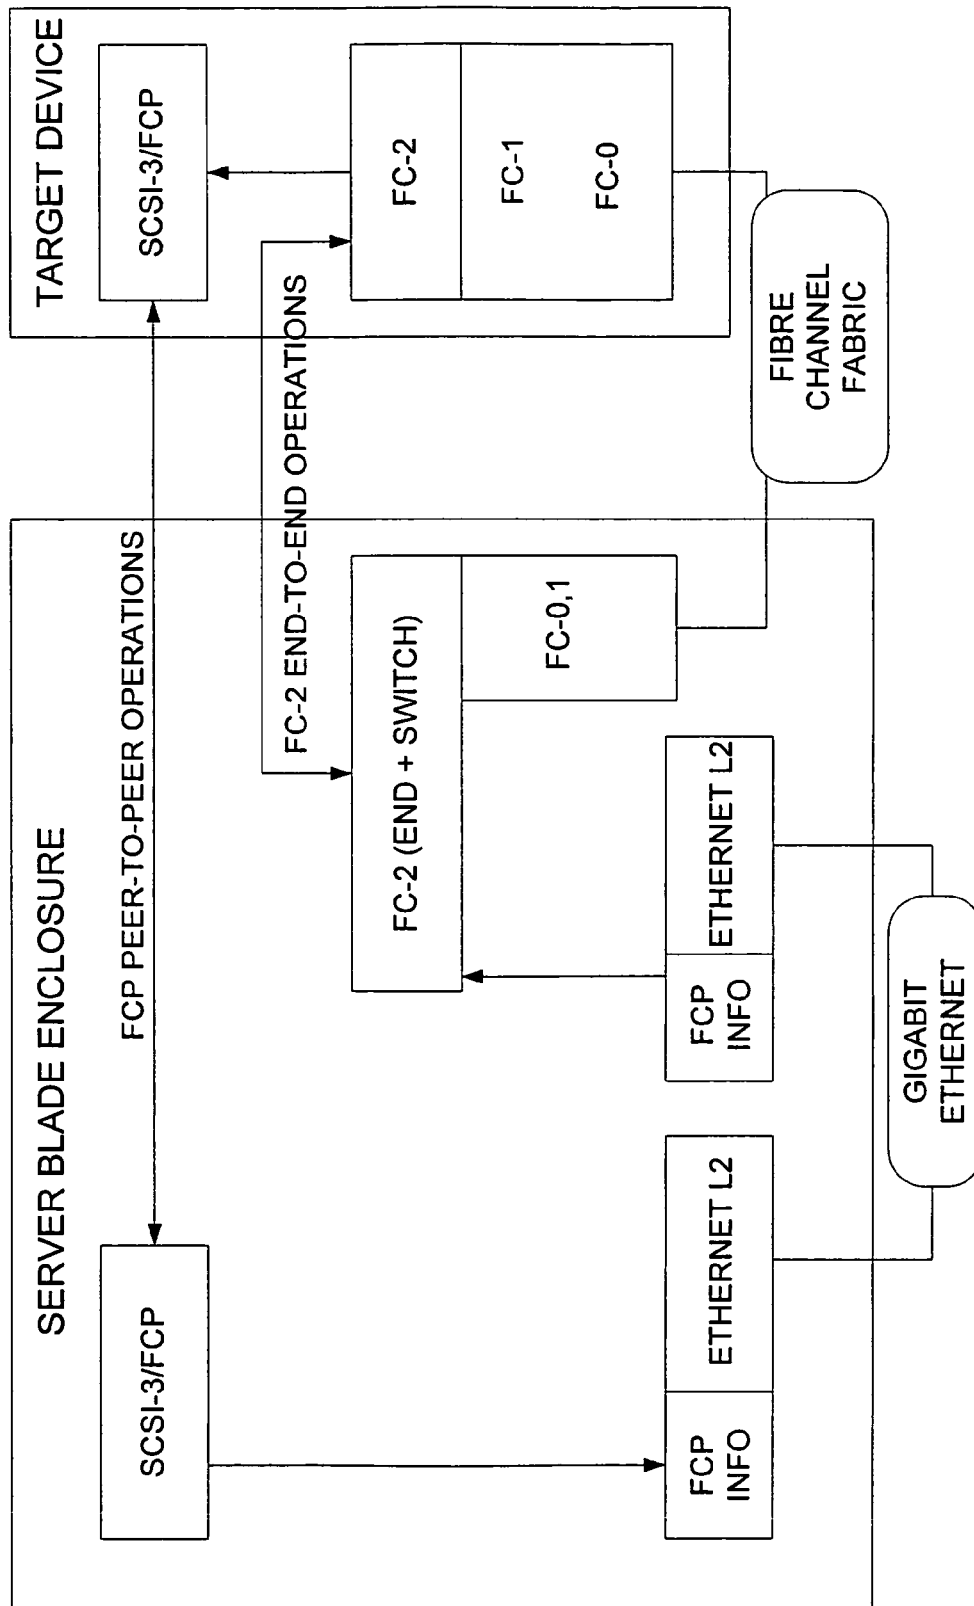 SERVER BLADE ENCLOSURE
TARGET DEVICE
SCSI-3/FCP
FCP PEER-TO-PEER OPERATIONS
SCSI-3/FCP
FC-2 END-TO-END OPERATIONS
FC-2 (END + SWITCH)
FC-0,1
FC-2
FC-1
FC-0
FCP
INFO
ETHERNET L2
FCP
INFO
ETHERNET L2
GIGABIT
ETHERNET
FIBRE
CHANNEL
FABRIC